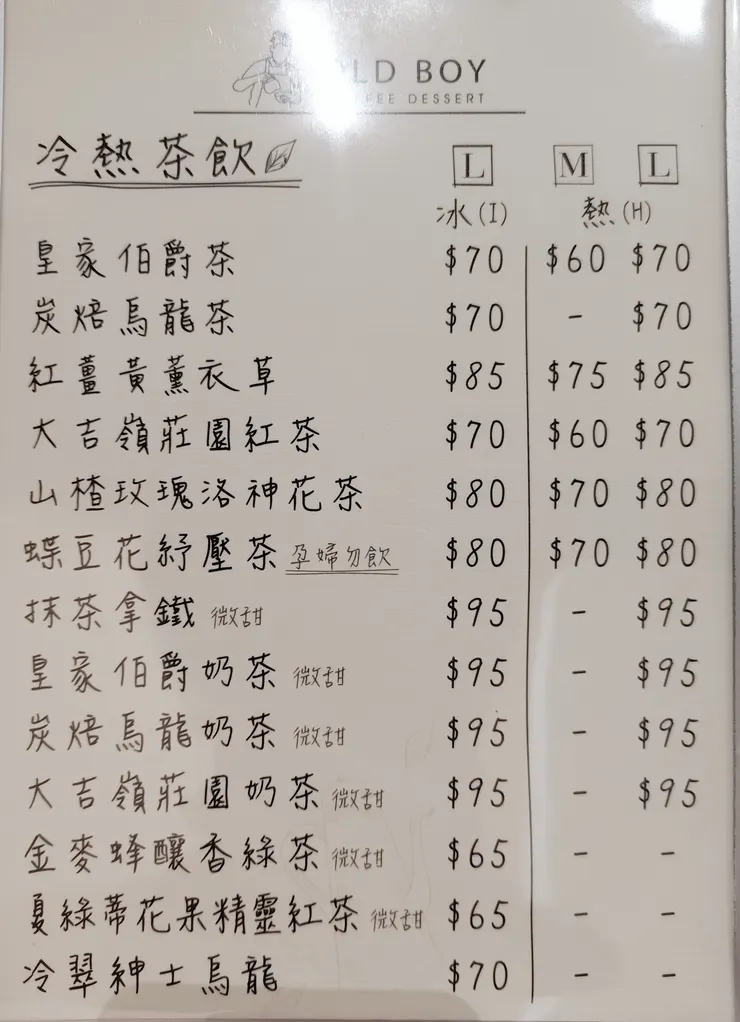 LD BOY
FEE DESSERT
冷熱茶飲 L M L
冰(I) 熱(H)
皇家伯爵茶 $70 $60 $70
炭焙烏龍茶 $70 - $70
紅薑黃薰衣草 $85 $75 $85
大吉嶺莊園紅茶 $70 $60 $70
山楂玫瑰洛神花茶 $80 $70 $80
蝶豆花紓壓茶 孕婦勿飲 $80 $70 $80
抹茶拿鐵 微甜 $95 - $95
皇家伯爵奶茶 微甜 $95 - $95
炭焙烏龍奶茶 微甜 $95 - $95
大吉嶺莊園奶茶 微甜 $95 - $95
金麥蜂釀香綠茶 微甜 $65 - -
夏綠蒂花果精靈紅茶 微甜 $65 - -
冷翠紳士烏龍 $70 - -